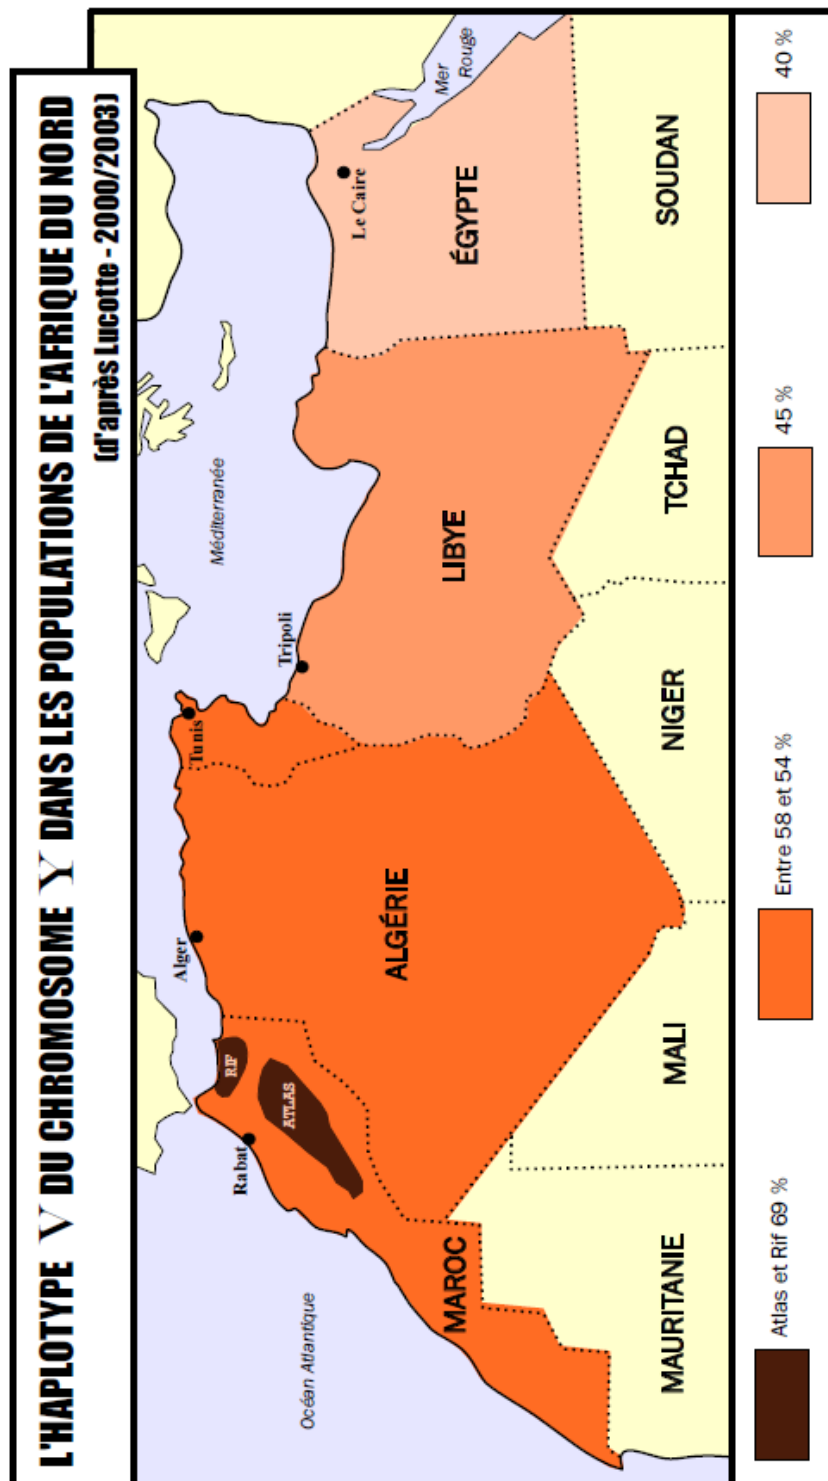 L'HAPLOTYPE V DU CHROMOSOME Y DANS LES POPULATIONS DE L'AFRIQUE DU NORD
(d'après Lucotte - 2000/2003)
Océan Atlantique
Méditerranée
Mer
Rouge
Rabat
Alger
Tunis
Tripoli
Le Caire
RIF
ATLAS
MAROC
ALGÉRIE
LIBYE
ÉGYPTE
MAURITANIE
MALI
NIGER
TCHAD
SOUDAN
Atlas et Rif 69 %
Entre 58 et 54 %
45 %
40 %